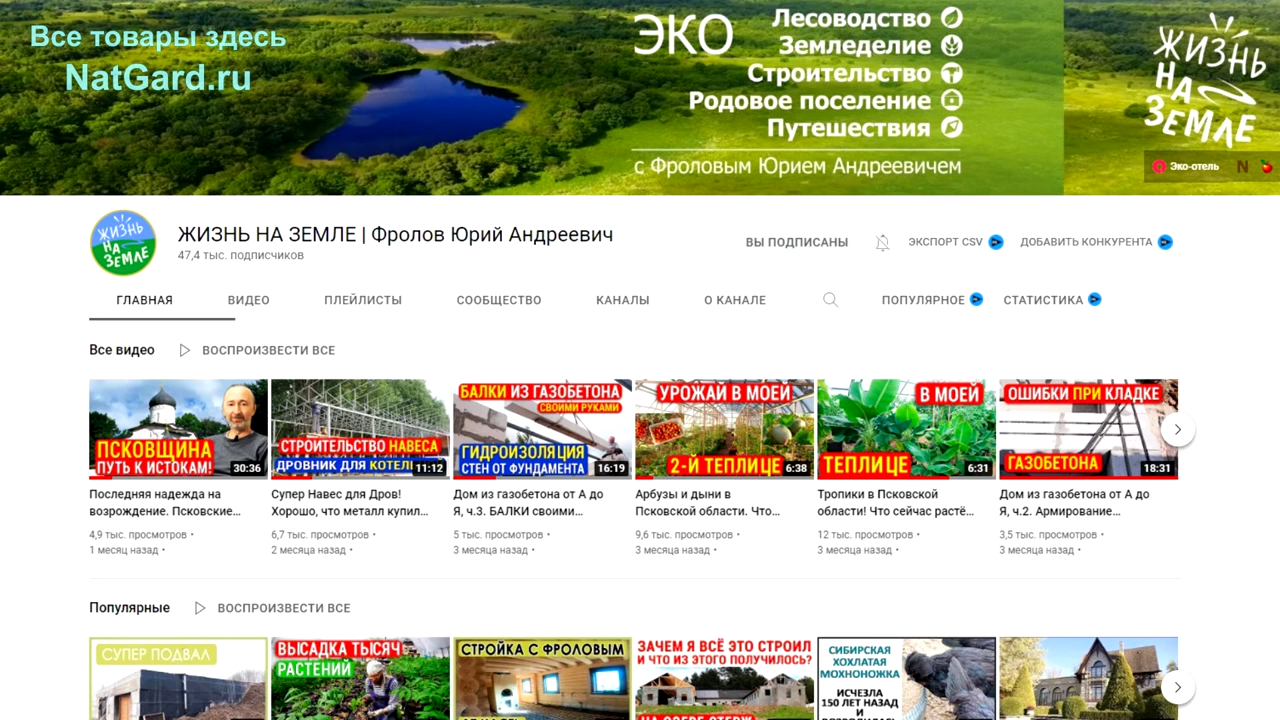 Все товары здесь
NatGard.ru
ЭКО
Лесоводство
Земледелие
Строительство
Родовое поселение
Путешествия
с Фроловым Юрием Андреевичем
ЖИЗНЬ
НА
ЗЕМЛЕ
Эко-отель
N
ЖИЗНЬ
НА
ЗЕМЛЕ
ЖИЗНЬ НА ЗЕМЛЕ | Фролов Юрий Андреевич
47,4 тыс. подписчиков
ВЫ ПОДПИСАНЫ
ЭКСПОРТ CSV
ДОБАВИТЬ КОНКУРЕНТА
ГЛАВНАЯ ВИДЕО ПЛЕЙЛИСТЫ СООБЩЕСТВО КАНАЛЫ О КАНАЛЕ ПОПУЛЯРНОЕ СТАТИСТИКА
Все видео ВОСПРОИЗВЕСТИ ВСЕ
ПСКОВЩИНА
ПУТЬ К ИСТОКАМ!
30:36
Последняя надежда на
возрождение. Псковские...
4,9 тыс. просмотров •
1 месяц назад •
СТРОИТЕЛЬСТВО НАВЕСА
ДРОВНИК ДЛЯ КОТЕЛ
11:12
Супер Навес для Дров!
Хорошо, что металл купил...
6,7 тыс. просмотров •
2 месяца назад •
БАЛКИ ИЗ ГАЗОБЕТОНА
СВОИМИ РУКАМИ
ГИДРОИЗОЛЯЦИЯ
СТЕН ОТ ФУНДАМЕНТА
16:19
Дом из газобетона от А до
Я, ч.3. БАЛКИ своими...
5 тыс. просмотров •
3 месяца назад •
УРОЖАЙ В МОЕЙ
2-Й ТЕПЛИЦЕ
6:38
Арбузы и дыни в
Псковской области. Что...
9,6 тыс. просмотров •
3 месяца назад •
В МОЕЙ
ТЕПЛИЦЕ
6:31
Тропики в Псковской
области! Что сейчас растё...
12 тыс. просмотров •
3 месяца назад •
ОШИБКИ ПРИ КЛАДКЕ
ГАЗОБЕТОНА
18:31
Дом из газобетона от А до
Я, ч.2. Армирование...
3,5 тыс. просмотров •
3 месяца назад •
Популярные ВОСПРОИЗВЕСТИ ВСЕ
СУПЕР ПОДВАЛ
ВЫСАДКА ТЫСЯЧ
РАСТЕНИЙ
СТРОЙКА С ФРОЛОВЫМ
ЗАЧЕМ Я ВСЁ ЭТО СТРОИЛ
И ЧТО ИЗ ЭТОГО ПОЛУЧИЛОСЬ?
СИБИРСКАЯ
ХОХЛАТАЯ
МОХНОНОЖКА
ИСЧЕЗЛА
150 ЛЕТ НАЗАД
И